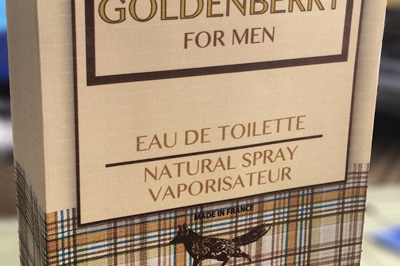 GOLDENBERRY
FOR MEN
EAU DE TOILETTE
NATURAL SPRAY
VAPORISATEUR
MADE IN FRANCE